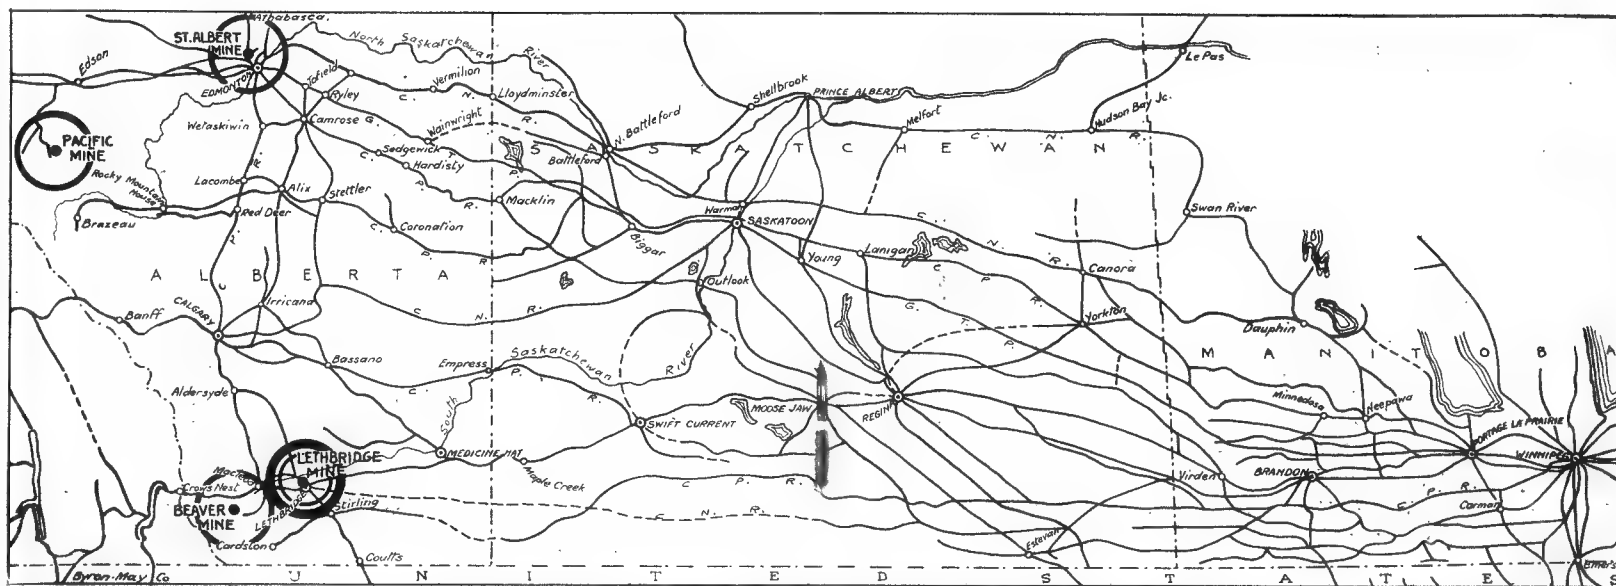 Athabasca.
ST. ALBERT MINE
EDMONTON
Edson
North Saskatchewan River
Tofield
Ryley
Vermilion
C. N. R.
Lloydminster
Shellbrook
PRINCE ALBERT
Le Pas
Hudson Bay Jc.
Melfort
C. N. R.
PACIFIC MINE
Wetaskiwin
Camrose
G. T. P.
Wainwright
Sedgewick
Hardisty
N. Battleford
Battleford
SASKATCHEWAN
Rocky Mountain House
Lacombe
Alix
Stettler
C. P. R.
Macklin
Brazeau
Red Deer
Coronation
C. P. R.
Biggar
Warman
SASKATOON
Swan River
C. N. R.
Young
Lanigan
C. P. R.
Canora
Outlook
ALBERTA
Banff
CALGARY
Irricana
C. N. R.
G. T. P.
Yorkton
Dauphin
MANITOBA
Bassano
Empress
South Saskatchewan River
C. P. R.
Aldersyde
MOOSE JAW
REGINA
SWIFT CURRENT
Minnedosa
Neepawa
PORTAGE LA PRAIRIE
WINNIPEG
LETHBRIDGE MINE
Macleod
Crows Nest
BEAVER MINE
LETHBRIDGE
Stirling
Cardston
Coutts
MEDICINE HAT
Maple Creek
C. P. R.
C. N. R.
Virden
BRANDON
C. P. R.
Carman
Estevan
Byron-May Co
UNITED STATES